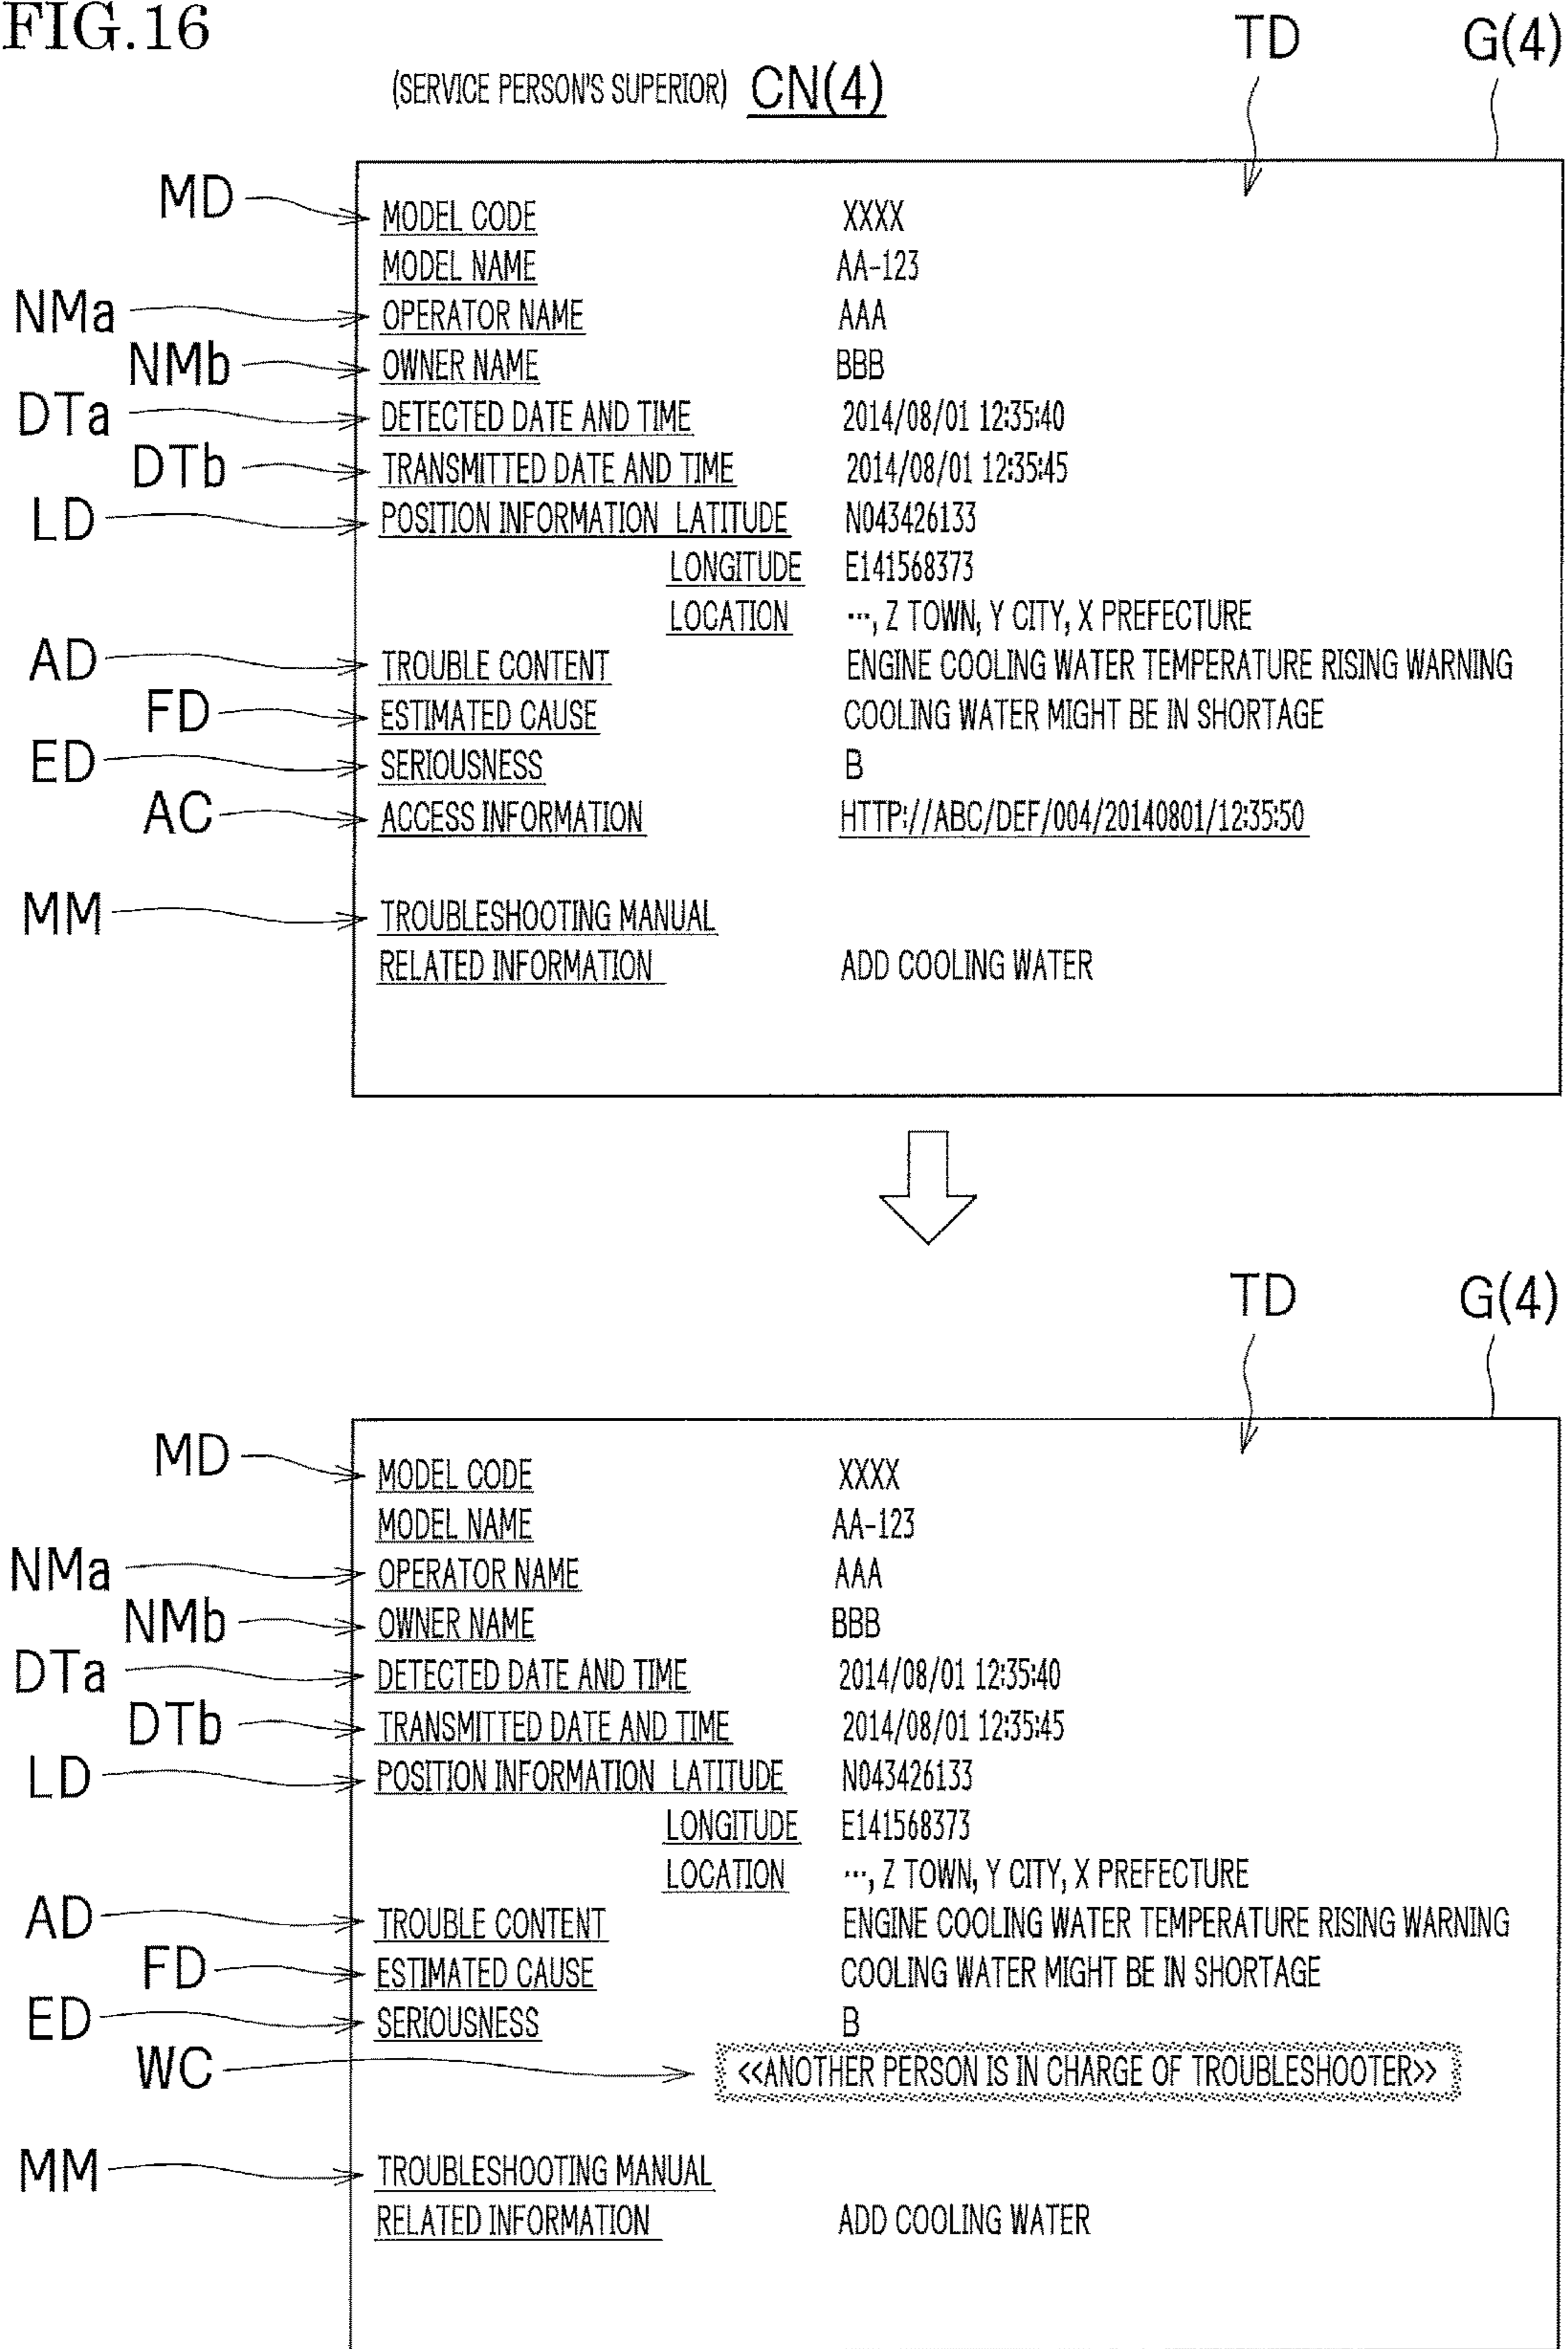 FIG.16
TD G(4)
(SERVICE PERSON'S SUPERIOR) CN(4)
MD MODEL CODE XXXX
MODEL NAME AA-123
NMa OPERATOR NAME AAA
NMb OWNER NAME BBB
DTa DETECTED DATE AND TIME 2014/08/01 12:35:40
DTb TRANSMITTED DATE AND TIME 2014/08/01 12:35:45
LD POSITION INFORMATION LATITUDE N043426133
LONGITUDE E141568373
LOCATION ···, Z TOWN, Y CITY, X PREFECTURE
AD TROUBLE CONTENT ENGINE COOLING WATER TEMPERATURE RISING WARNING
FD ESTIMATED CAUSE COOLING WATER MIGHT BE IN SHORTAGE
ED SERIOUSNESS B
AC ACCESS INFORMATION HTTP://ABC/DEF/004/20140801/12:35:50
MM TROUBLESHOOTING MANUAL
RELATED INFORMATION ADD COOLING WATER
TD G(4)
MD MODEL CODE XXXX
MODEL NAME AA-123
NMa OPERATOR NAME AAA
NMb OWNER NAME BBB
DTa DETECTED DATE AND TIME 2014/08/01 12:35:40
DTb TRANSMITTED DATE AND TIME 2014/08/01 12:35:45
LD POSITION INFORMATION LATITUDE N043426133
LONGITUDE E141568373
LOCATION ···, Z TOWN, Y CITY, X PREFECTURE
AD TROUBLE CONTENT ENGINE COOLING WATER TEMPERATURE RISING WARNING
FD ESTIMATED CAUSE COOLING WATER MIGHT BE IN SHORTAGE
ED SERIOUSNESS B
WC <<ANOTHER PERSON IS IN CHARGE OF TROUBLESHOOTER>>
MM TROUBLESHOOTING MANUAL
RELATED INFORMATION ADD COOLING WATER